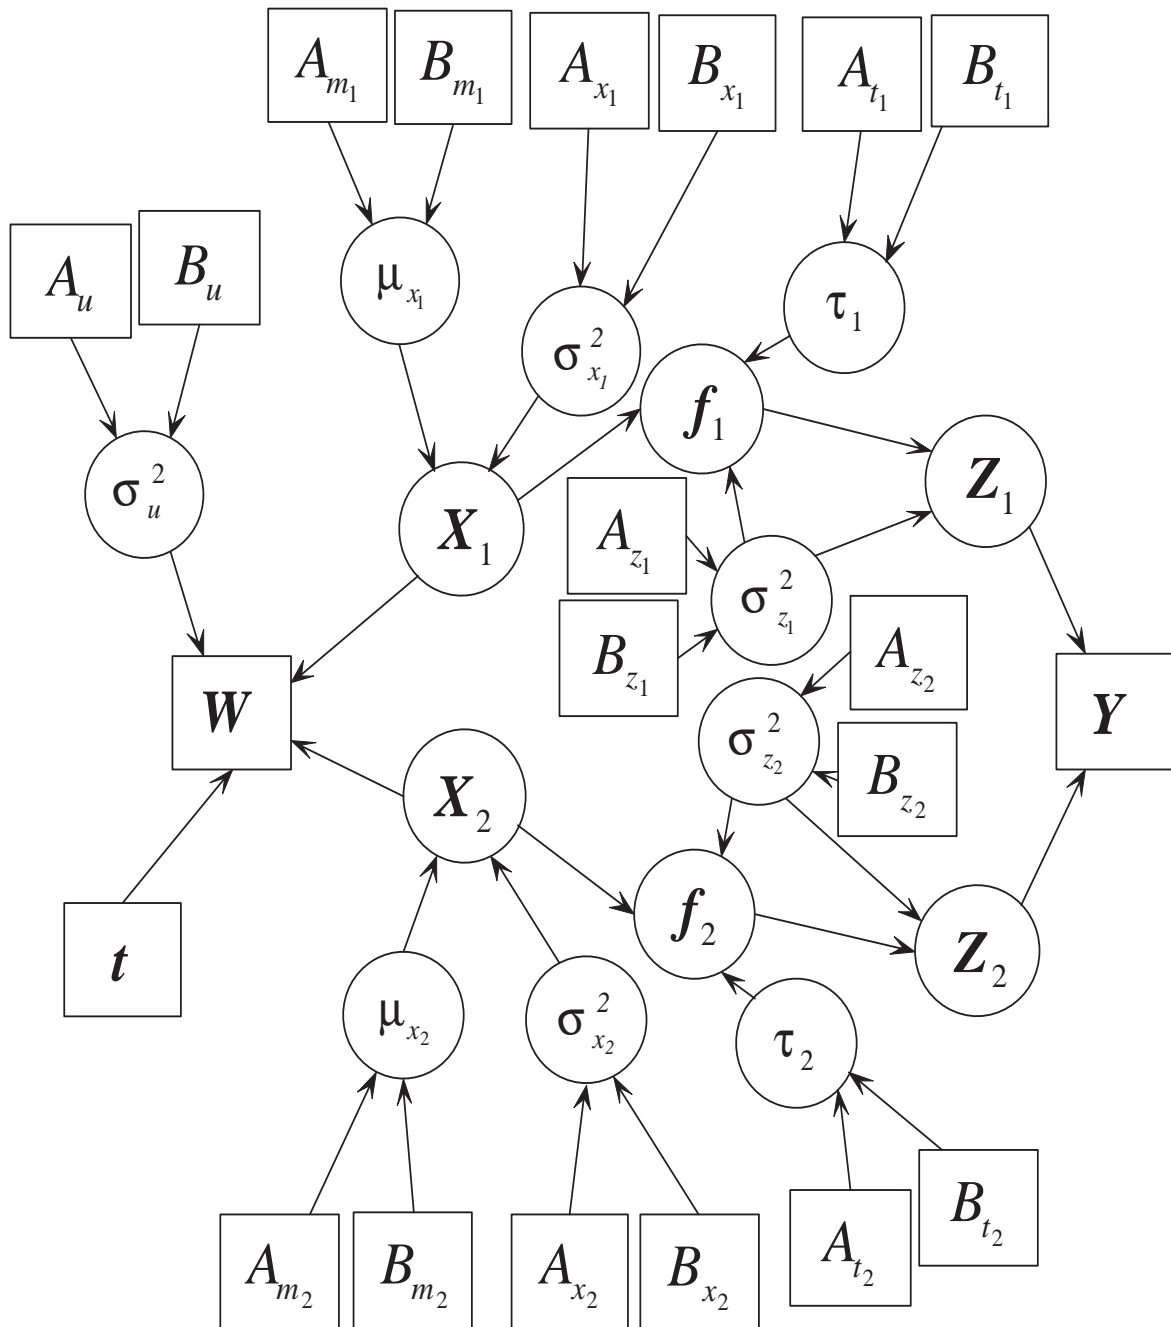 A_{m_1} B_{m_1} A_{x_1} B_{x_1} A_{t_1} B_{t_1}
A_u B_u μ_{x_1} σ^2_{x_1} τ_1
f_1
σ^2_u X_1 A_{z_1} Z_1
B_{z_1} σ^2_{z_1} A_{z_2}
W σ^2_{z_2} Y
X_2 B_{z_2}
t f_2 Z_2
μ_{x_2} σ^2_{x_2} τ_2
A_{m_2} B_{m_2} A_{x_2} B_{x_2} A_{t_2} B_{t_2}